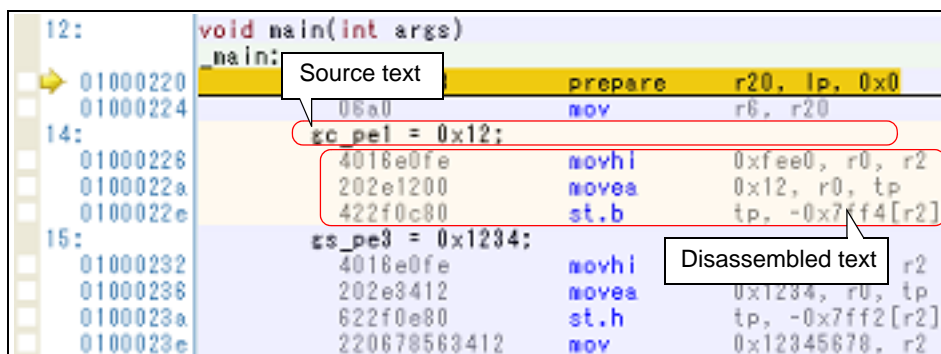 12: void main(int args)
_main:
Source text
01000220 prepare r20, lp, 0x0
01000224 06a0 mov r6, r20
14: gc_pe1 = 0x12;
01000226 4016e0fe movhi 0xfee0, r0, r2
0100022a 202e1200 movea 0x12, r0, tp
0100022e 422f0c80 st.b tp, -0x7ff4[r2]
15: gs_pe3 = 0x1234;
Disassembled text
01000232 4016e0fe movhi r2
01000236 202e3412 movea 0x1234, r0, tp
0100023a 622f0e80 st.h tp, -0x7ff2[r2]
0100023e 220678563412 mov 0x12345678, r2